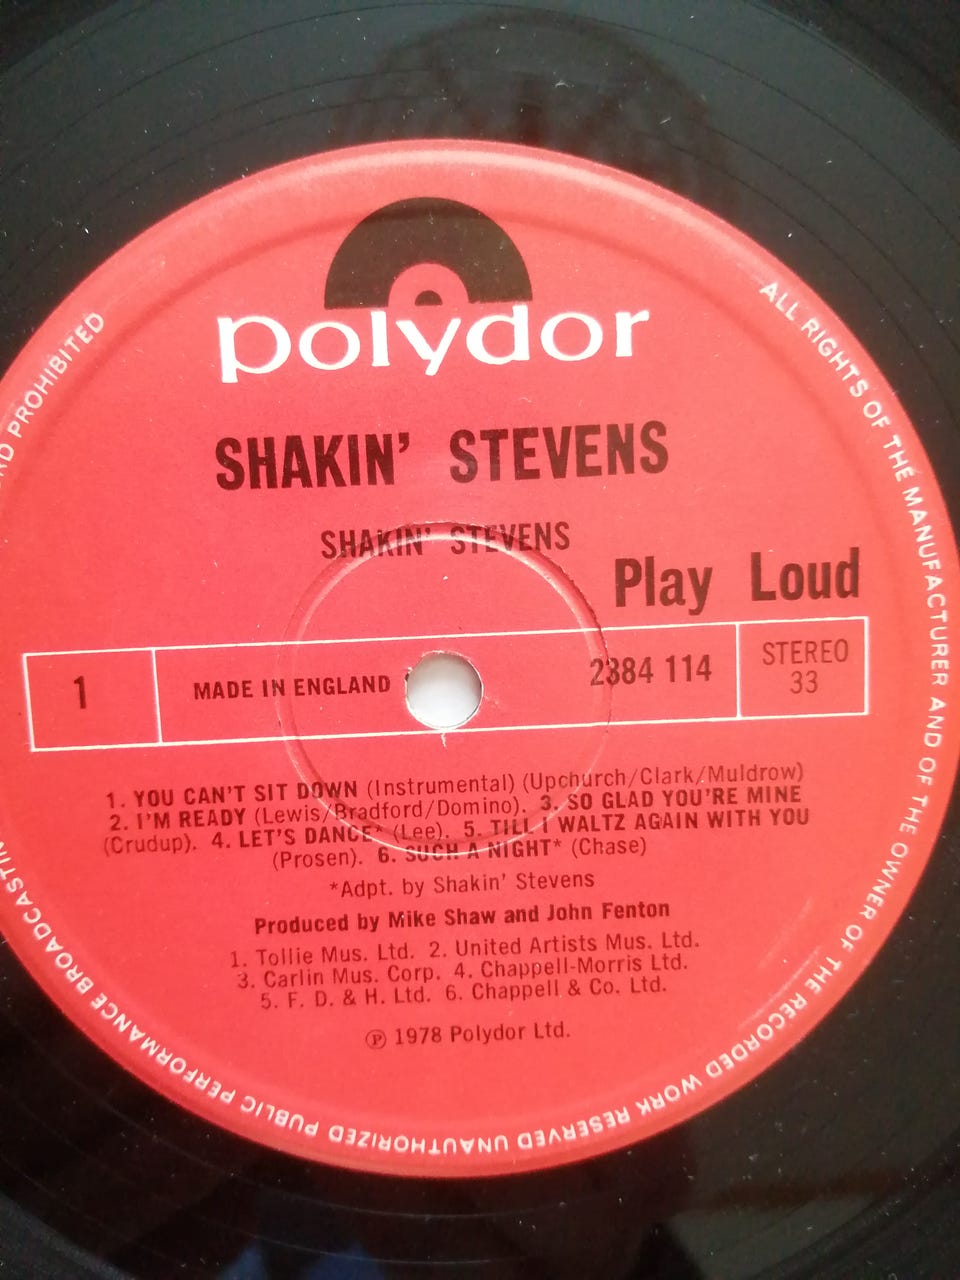 polydor
SHAKIN' STEVENS
SHAKIN' STEVENS
Play Loud
1
MADE IN ENGLAND
2384 114
STEREO
33
1. YOU CAN'T SIT DOWN (Instrumental) (Upchurch/Clark/Muldrow)
2. I'M READY (Lewis/Bradford/Domino). 3. SO GLAD YOU'RE MINE
(Crudup). 4. LET'S DANCE* (Lee). 5. TILL I WALTZ AGAIN WITH YOU
(Prosen). 6. SUCH A NIGHT* (Chase)
*Adpt. by Shakin' Stevens
Produced by Mike Shaw and John Fenton
1. Tollie Mus. Ltd. 2. United Artists Mus. Ltd.
3. Carlin Mus. Corp. 4. Chappell-Morris Ltd.
5. F. D. & H. Ltd. 6. Chappell & Co. Ltd.
℗ 1978 Polydor Ltd.
ALL RIGHTS OF THE MANUFACTURER AND OF THE OWNER OF THE RECORDED WORK RESERVED UNAUTHORIZED PUBLIC PERFORMANCE BROADCASTIN
RD PROHIBITED